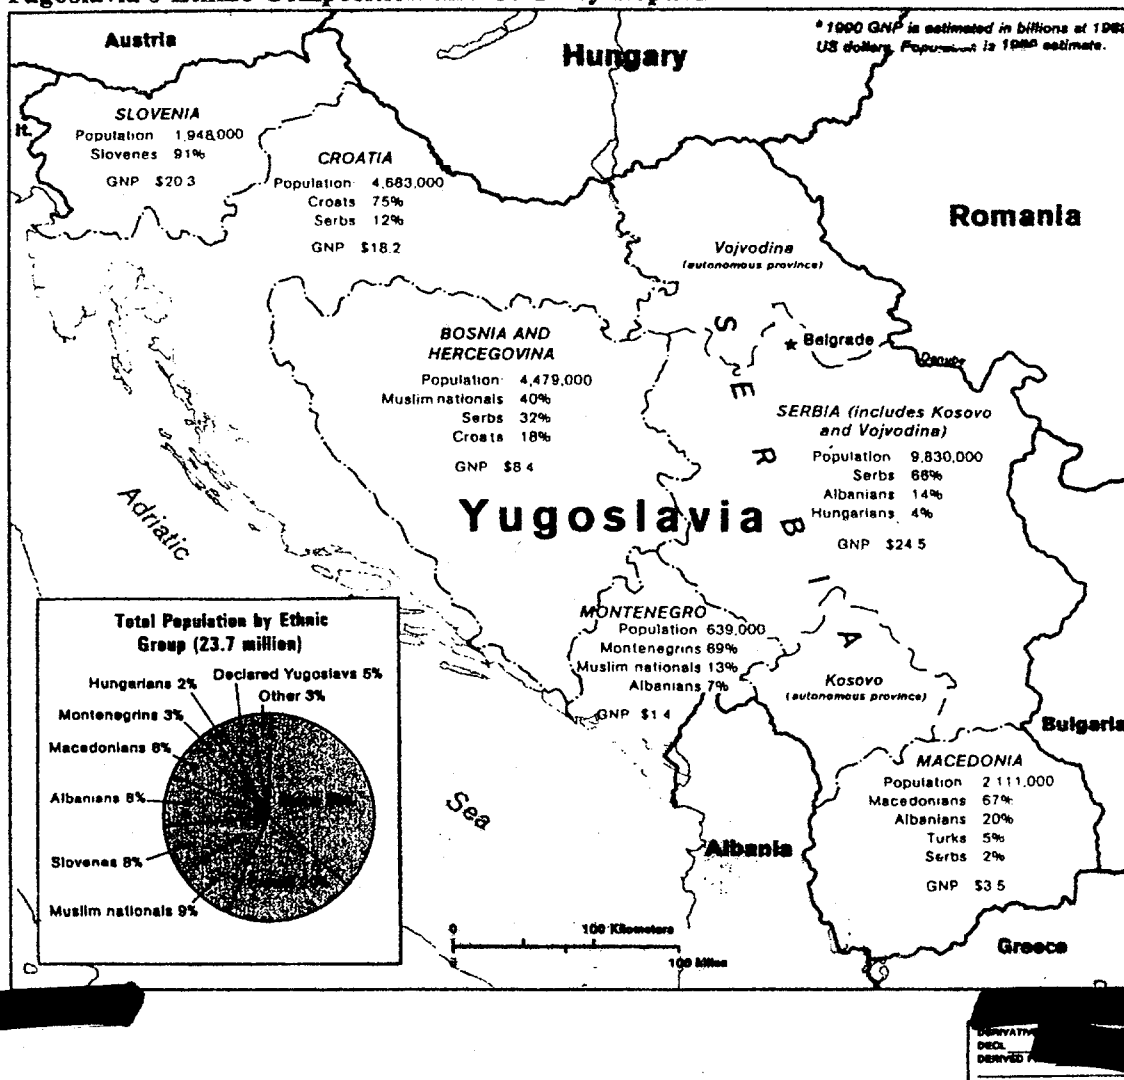 Austria
Hungary
* 1990 GNP is estimated in billions at
US dollars. Population is estimate.
It.
SLOVENIA
Population 1,948,000
Slovenes 91%
GNP $20.3
CROATIA
Population 4,683,000
Croats 75%
Serbs 12%
GNP $18.2
Romania
Vojvodina
(autonomous province)
BOSNIA AND
HERCEGOVINA
Population 4,479,000
Muslim nationals 40%
Serbs 32%
Croats 18%
GNP $8.4
Belgrade
Danube
SERBIA
SERBIA (includes Kosovo
and Vojvodina)
Population 9,830,000
Serbs 66%
Albanians 14%
Hungarians 4%
GNP $24.5
Yugoslavia
Adriatic
Sea
MONTENEGRO
Population 639,000
Montenegrins 69%
Muslim nationals 13%
Albanians 7%
GNP $1.4
Kosovo
(autonomous province)
Bulgaria
MACEDONIA
Population 2,111,000
Macedonians 67%
Albanians 20%
Turks 5%
Serbs 2%
GNP $3.5
Albania
Greece
Total Population by Ethnic
Group (23.7 million)
Declared Yugoslavs 5%
Hungarians 2%
Other 3%
Montenegrins 3%
Macedonians 6%
Albanians 8%
Slovenes 8%
Muslim nationals 9%
0 100 Kilometers
0 100 Miles
DECL
DERIVED